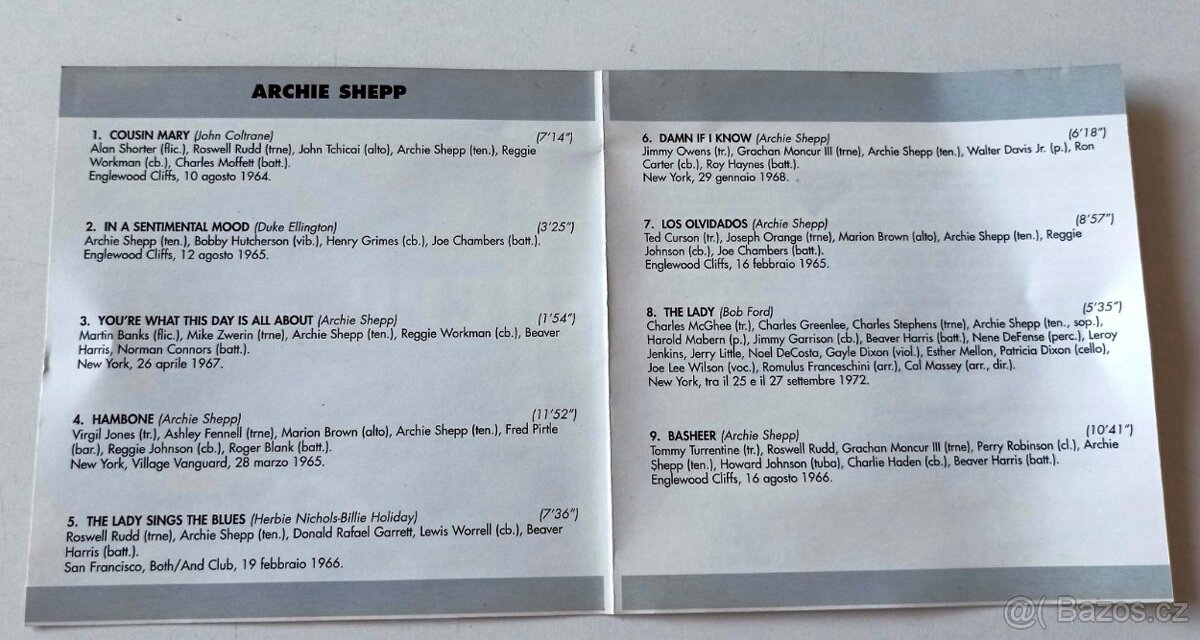 ARCHIE SHEPP
1. COUSIN MARY (John Coltrane) (7'14")
Alan Shorter (flic.), Roswell Rudd (trne), John Tchicai (alto), Archie Shepp (ten.), Reggie
Workman (cb.), Charles Moffett (batt.).
Englewood Cliffs, 10 agosto 1964.
2. IN A SENTIMENTAL MOOD (Duke Ellington) (3'25")
Archie Shepp (ten.), Bobby Hutcherson (vib.), Henry Grimes (cb.), Joe Chambers (batt.).
Englewood Cliffs, 12 agosto 1965.
3. YOU'RE WHAT THIS DAY IS ALL ABOUT (Archie Shepp) (1'54")
Martin Banks (flic.), Mike Zwerin (trne), Archie Shepp (ten.), Reggie Workman (cb.), Beaver
Harris, Norman Connors (batt.).
New York, 26 aprile 1967.
4. HAMBONE (Archie Shepp) (11'52")
Virgil Jones (tr.), Ashley Fennell (trne), Marion Brown (alto), Archie Shepp (ten.), Fred Pirtle
(bar.), Reggie Johnson (cb.), Roger Blank (batt.).
New York, Village Vanguard, 28 marzo 1965.
5. THE LADY SINGS THE BLUES (Herbie Nichols-Billie Holiday) (7'36")
Roswell Rudd (trne), Archie Shepp (ten.), Donald Rafael Garrett, Lewis Worrell (cb.), Beaver
Harris (batt.).
San Francisco, Both/And Club, 19 febbraio 1966.
6. DAMN IF I KNOW (Archie Shepp) (6'18")
Jimmy Owens (tr.), Grachan Moncur III (trne), Archie Shepp (ten.), Walter Davis Jr. (p.), Ron
Carter (cb.), Roy Haynes (batt.).
New York, 29 gennaio 1968.
7. LOS OLVIDADOS (Archie Shepp) (8'57")
Ted Curson (tr.), Joseph Orange (trne), Marion Brown (alto), Archie Shepp (ten.), Reggie
Johnson (cb.), Joe Chambers (batt.).
Englewood Cliffs, 16 febbraio 1965.
8. THE LADY (Bob Ford) (5'35")
Charles McGhee (tr.), Charles Greenlee, Charles Stephens (trne), Archie Shepp (ten., sop.),
Harold Mabern (p.), Jimmy Garrison (cb.), Beaver Harris (batt.), Nene DeFense (perc.), Leroy
Jenkins, Jerry Little, Noel DeCosta, Gayle Dixon (viol.), Esther Mellon, Patricia Dixon (cello),
Joe Lee Wilson (voc.), Romulus Franceschini (arr.), Cal Massey (arr., dir.).
New York, tra il 25 e il 27 settembre 1972.
9. BASHEER (Archie Shepp) (10'41")
Tommy Turrentine (tr.), Roswell Rudd, Grachan Moncur III (trne), Perry Robinson (cl.), Archie
Shepp (ten.), Howard Johnson (tuba), Charlie Haden (cb.), Beaver Harris (batt.).
Englewood Cliffs, 16 agosto 1966.
@( Bazos.cz